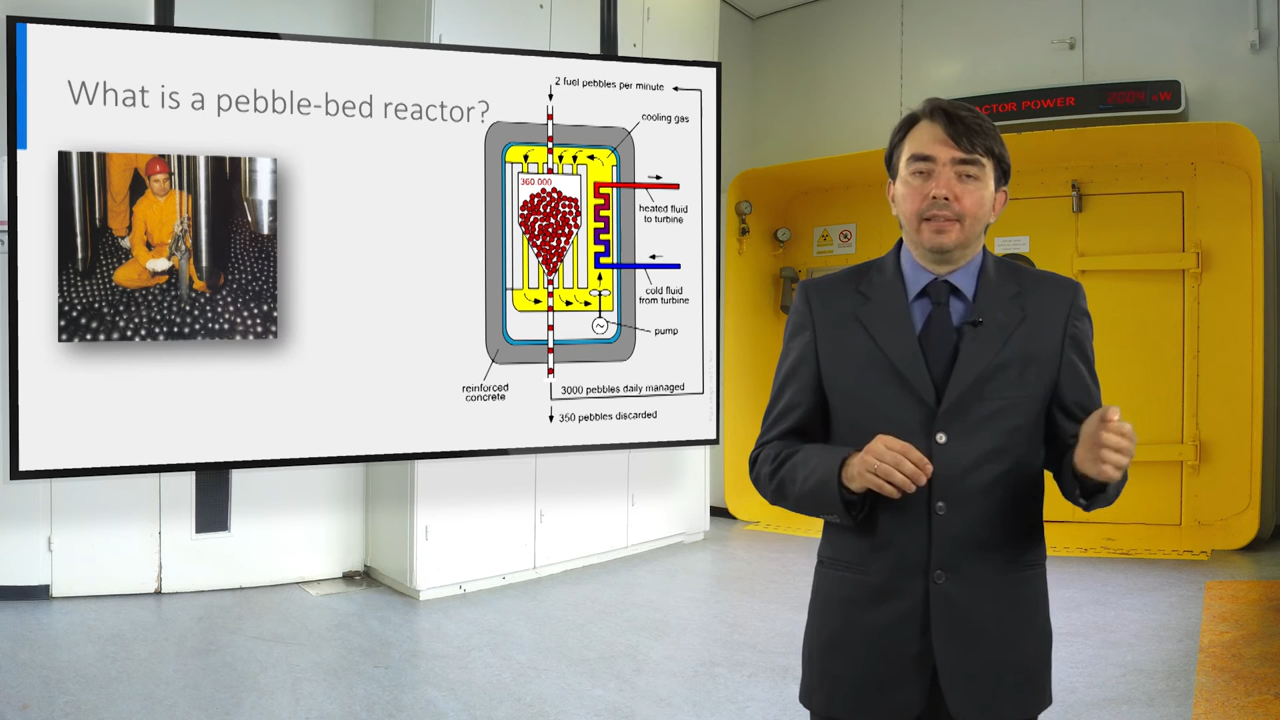 What is a pebble-bed reactor?
2 fuel pebbles per minute
cooling gas
360 000
heated fluid
to turbine
cold fluid
from turbine
pump
reinforced
concrete
3000 pebbles daily managed
350 pebbles discarded
ACTOR POWER
kW